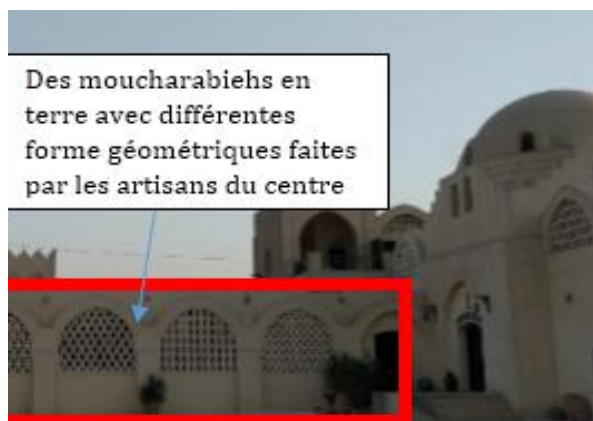 Des moucharabiehs en
terre avec différentes
forme géométriques faites
par les artisans du centre